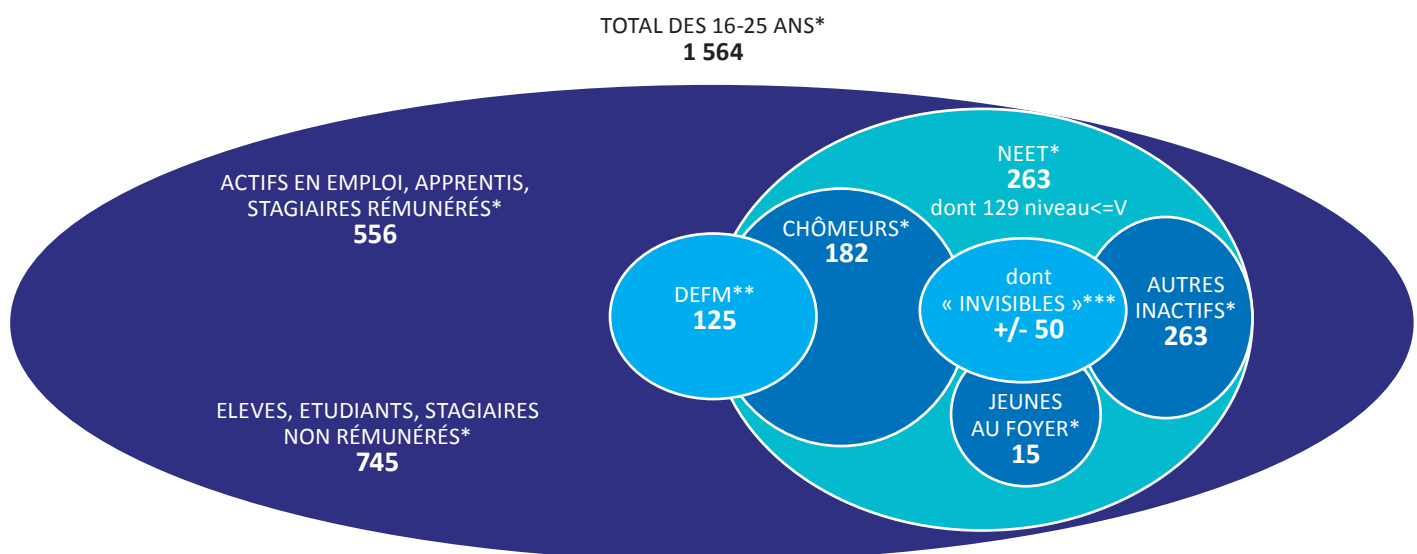 TOTAL DES 16-25 ANS*
1 564
ACTIFS EN EMPLOI, APPRENTIS,
STAGIAIRES RÉMUNÉRÉS*
556
ELEVES, ETUDIANTS, STAGIAIRES
NON RÉMUNÉRÉS*
745
DEFM**
125
CHÔMEURS*
182
NEET*
263
dont 129 niveau<=V
dont
« INVISIBLES »***
+/- 50
AUTRES
INACTIFS*
263
JEUNES
AU FOYER*
15